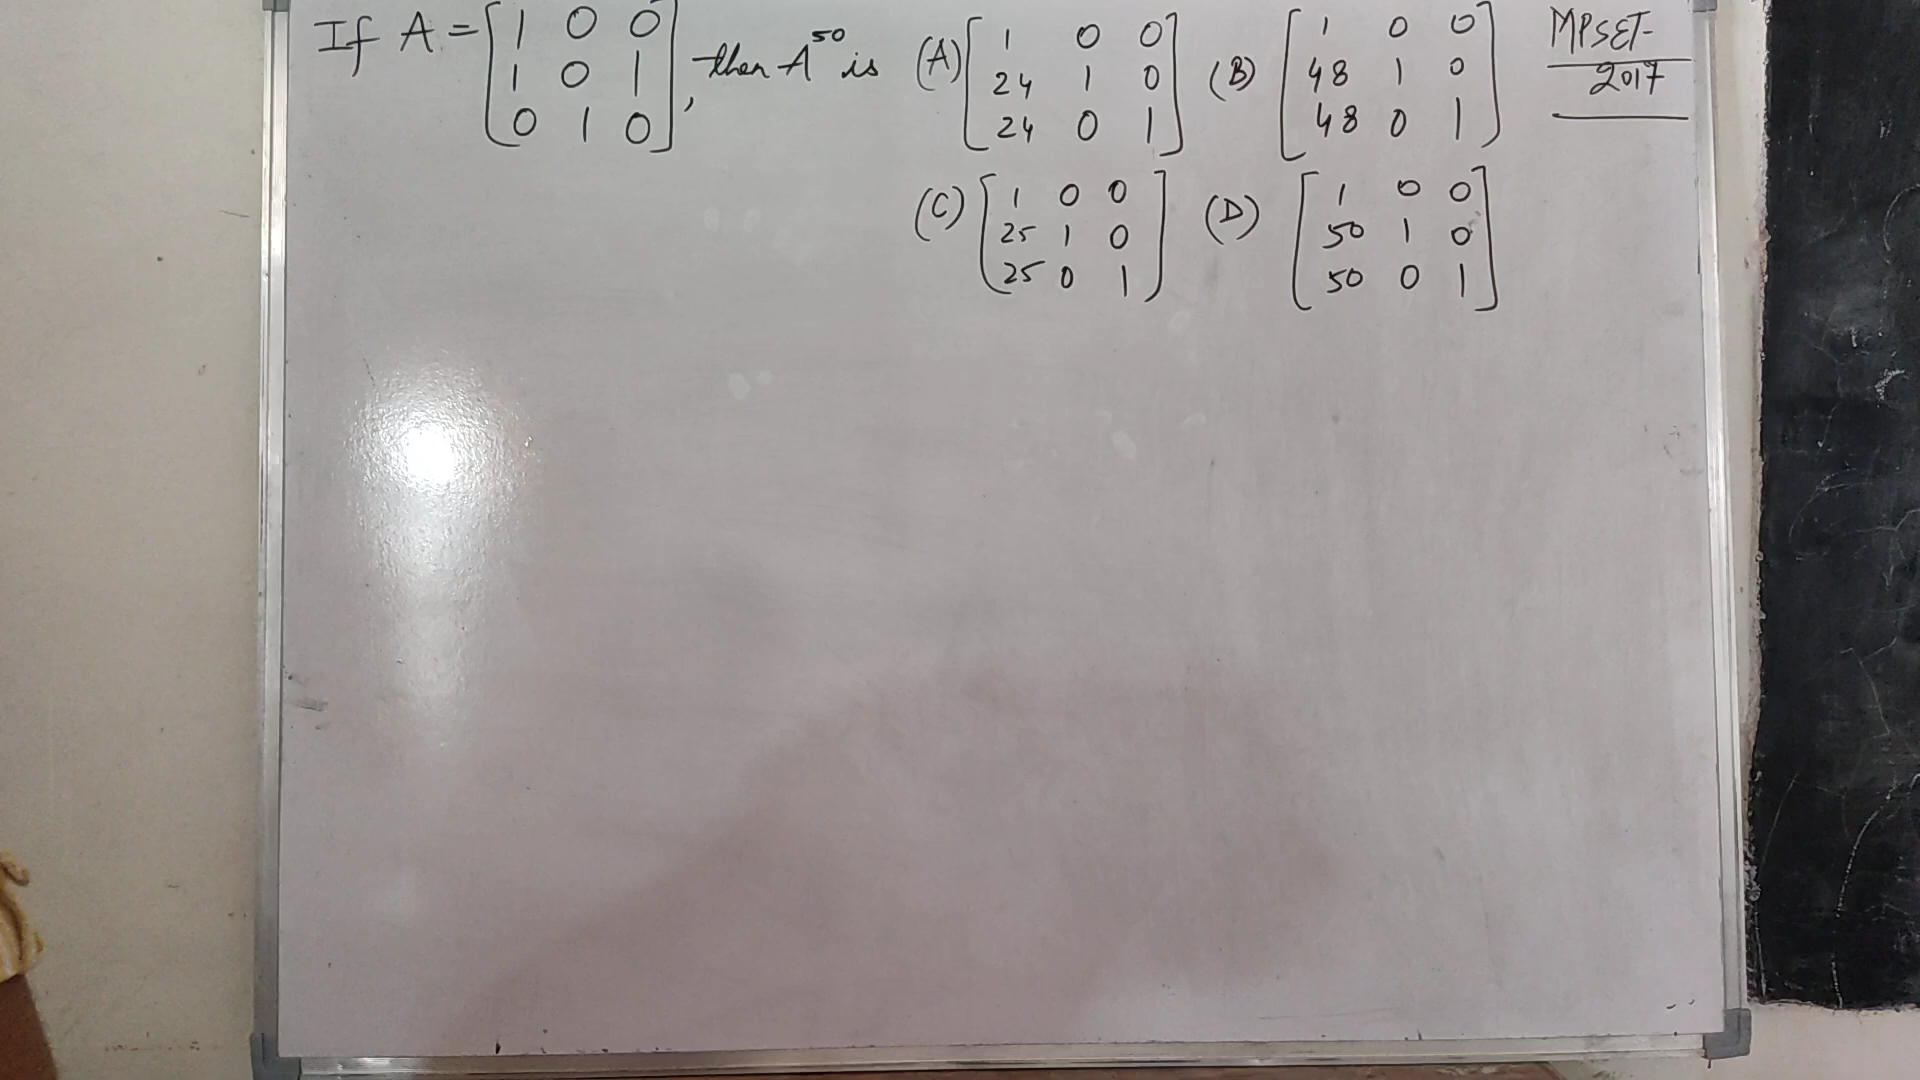 If A = [1 0 0 1 0 1 0 1 0], then A^50 is (A) [1 0 0 24 1 0 24 0 1] (B) [1 0 0 48 1 0 48 0 1]
(C) [1 0 0 25 1 0 25 0 1] (D) [1 0 0 50 1 0 50 0 1]
MPSET-
2017